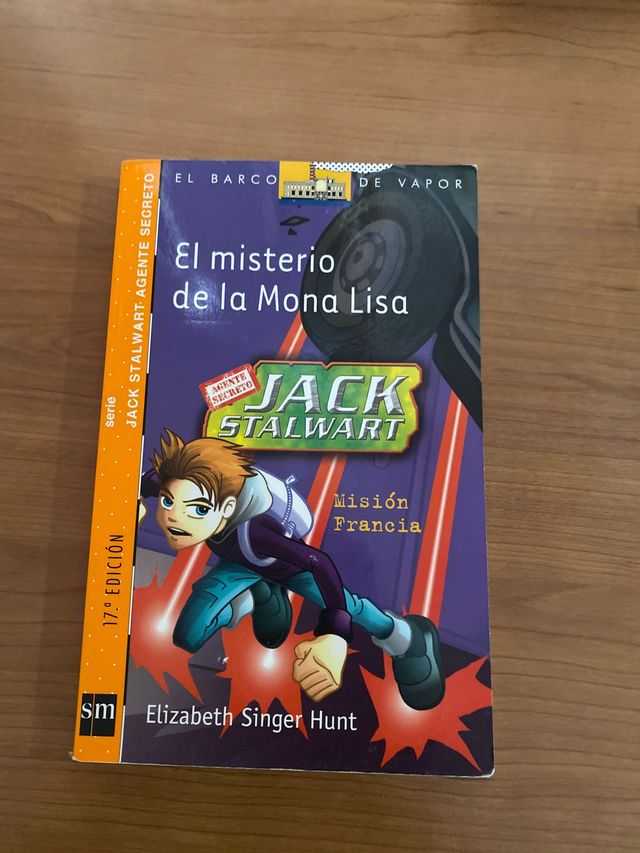 EL BARCO DE VAPOR
El misterio
de la Mona Lisa
AGENTE
SECRETO
JACK
STALWART
Misión
Francia
Elizabeth Singer Hunt
serie
JACK STALWART AGENTE SECRETO
17.ª EDICIÓN
sm